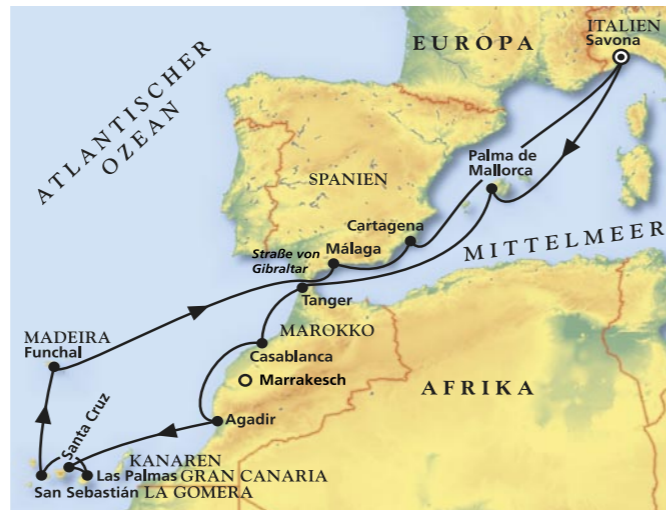 ITALIEN
Savona
EUROPA
ATLANTISCHER
OZEAN
Palma de
Mallorca
SPANIEN
Cartagena
MITTELMEER
Straße von
Gibraltar
Málaga
Tanger
MADEIRA
Funchal
MAROKKO
Casablanca
Marrakesch
AFRIKA
Agadir
Santa Cruz
KANAREN
Las Palmas GRAN CANARIA
San Sebastián LA GOMERA